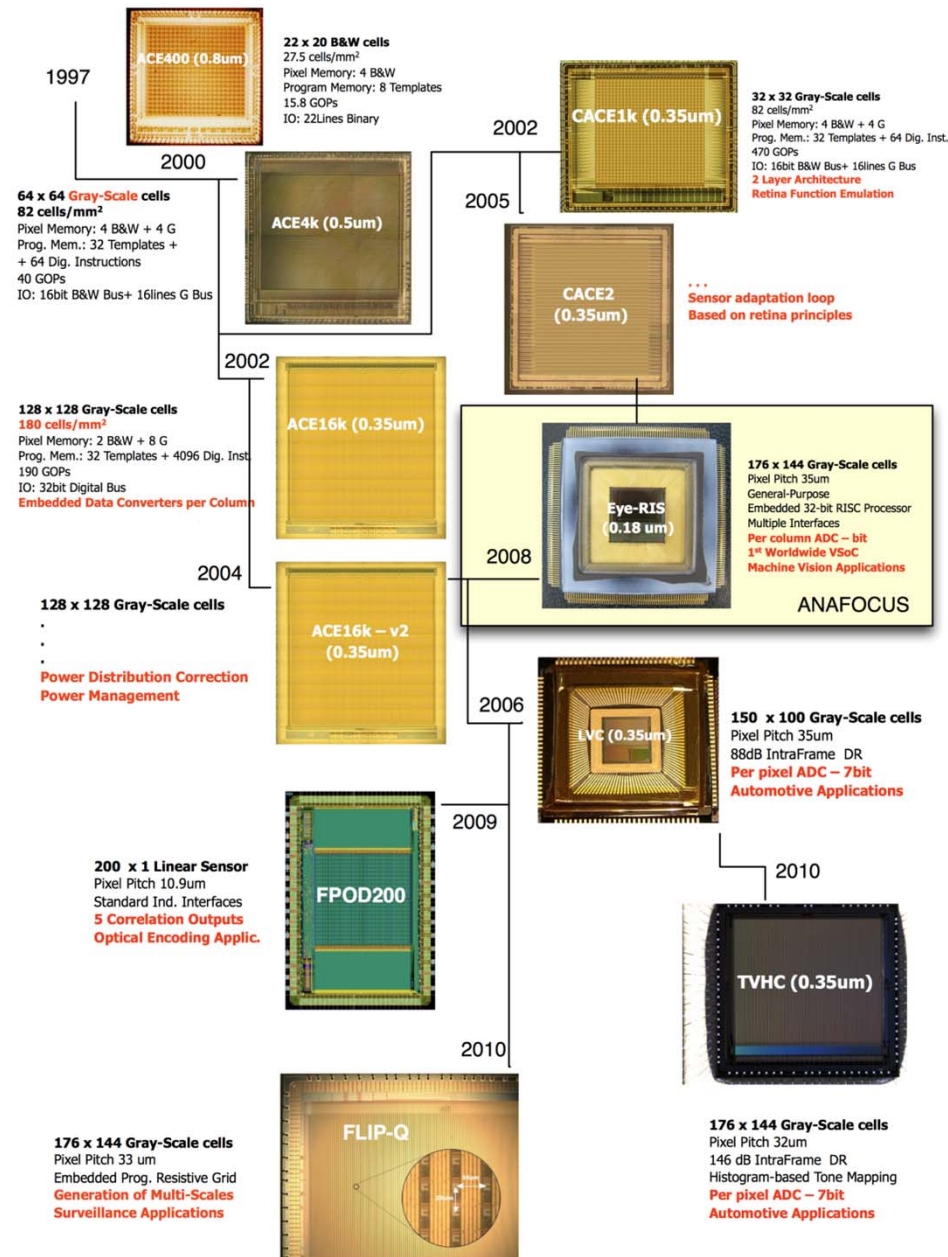 1997
ACE400 (0.8um)
22 x 20 B&W cells
27.5 cells/mm²
Pixel Memory: 4 B&W
Program Memory: 8 Templates
15.8 GOPs
IO: 22Lines Binary
2000
64 x 64 Gray-Scale cells
82 cells/mm²
Pixel Memory: 4 B&W + 4 G
Prog. Mem.: 32 Templates +
+ 64 Dig. Instructions
40 GOPs
IO: 16bit B&W Bus+ 16lines G Bus
ACE4k (0.5um)
2002
CACE1k (0.35um)
32 x 32 Gray-Scale cells
82 cells/mm²
Pixel Memory: 4 B&W + 4 G
Prog. Mem.: 32 Templates + 64 Dig. Inst.
470 GOPs
IO: 16bit B&W Bus+ 16lines G Bus
2 Layer Architecture
Retina Function Emulation
2005
CACE2
(0.35um)
. . .
Sensor adaptation loop
Based on retina principles
2002
128 x 128 Gray-Scale cells
180 cells/mm²
Pixel Memory: 2 B&W + 8 G
Prog. Mem.: 32 Templates + 4096 Dig. Inst.
190 GOPs
IO: 32bit Digital Bus
Embedded Data Converters per Column
ACE16k (0.35um)
2008
Eye-RIS
(0.18 um)
176 x 144 Gray-Scale cells
Pixel Pitch 35um
General-Purpose
Embedded 32-bit RISC Processor
Multiple Interfaces
Per column ADC – bit
1st Worldwide VSoC
Machine Vision Applications
ANAFOCUS
2004
128 x 128 Gray-Scale cells
.
.
.
Power Distribution Correction
Power Management
ACE16k – v2
(0.35um)
2006
LVC (0.35um)
150 x 100 Gray-Scale cells
Pixel Pitch 35um
88dB IntraFrame DR
Per pixel ADC – 7bit
Automotive Applications
2009
200 x 1 Linear Sensor
Pixel Pitch 10.9um
Standard Ind. Interfaces
5 Correlation Outputs
Optical Encoding Applic.
FPOD200
2010
TVHC (0.35um)
176 x 144 Gray-Scale cells
Pixel Pitch 32um
146 dB IntraFrame DR
Histogram-based Tone Mapping
Per pixel ADC – 7bit
Automotive Applications
2010
176 x 144 Gray-Scale cells
Pixel Pitch 33 um
Embedded Prog. Resistive Grid
Generation of Multi-Scales
Surveillance Applications
FLIP-Q